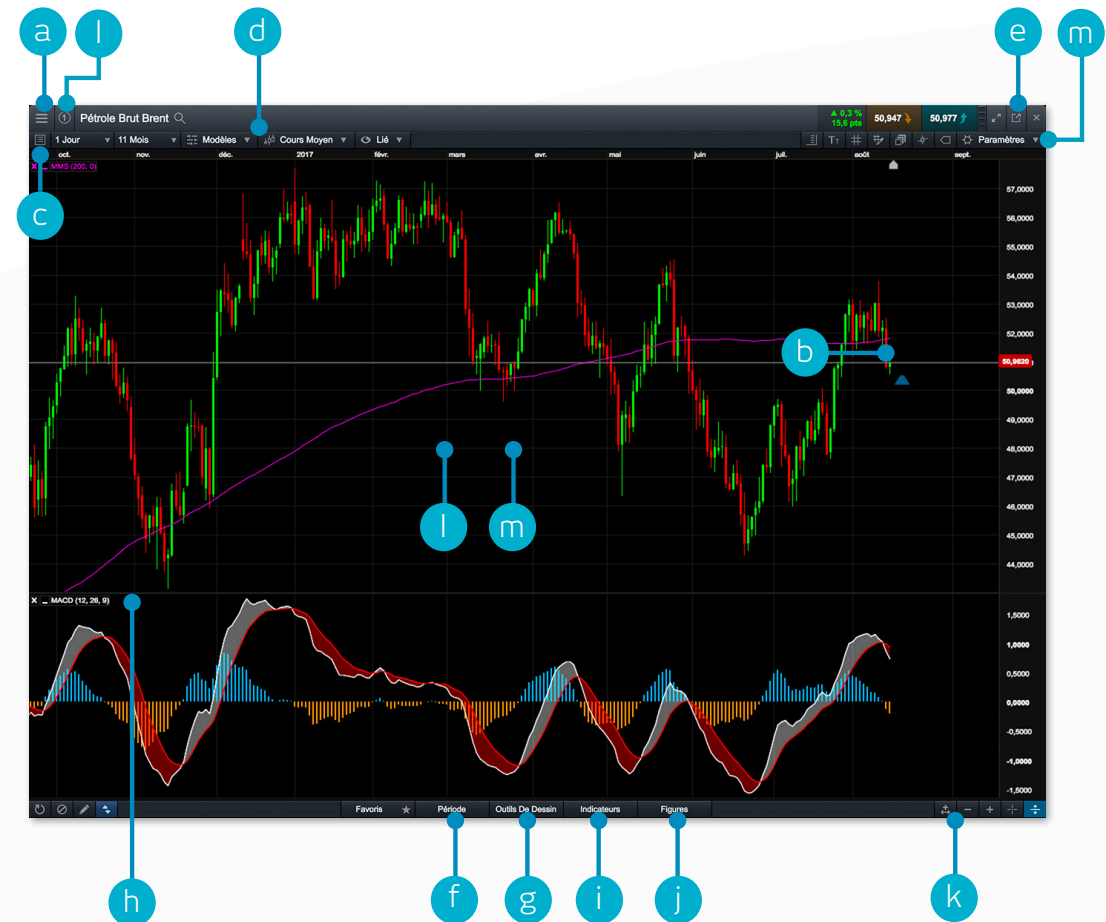 a
l
d
e
m
① Pétrole Brut Brent
▲ 0,3 %
15,6 pts
50,947
50,977
1 Jour
11 Mois
Modèles
Cours Moyen
Lié
Paramètres
oct. nov. déc. 2017 févr. mars avr. mai juin juil. août sept.
X _ MMS (200, 0)
c
57,0000
56,0000
55,0000
54,0000
53,0000
52,0000
b
50,9620
50,0000
49,0000
48,0000
47,0000
l
m
46,0000
45,0000
44,0000
X _ MACD (12, 26, 9)
1,5000
1,0000
0,5000
0,0000
-0,5000
-1,0000
-1,5000
Favoris ★ Période Outils De Dessin Indicateurs Figures
h
f
g
i
j
k